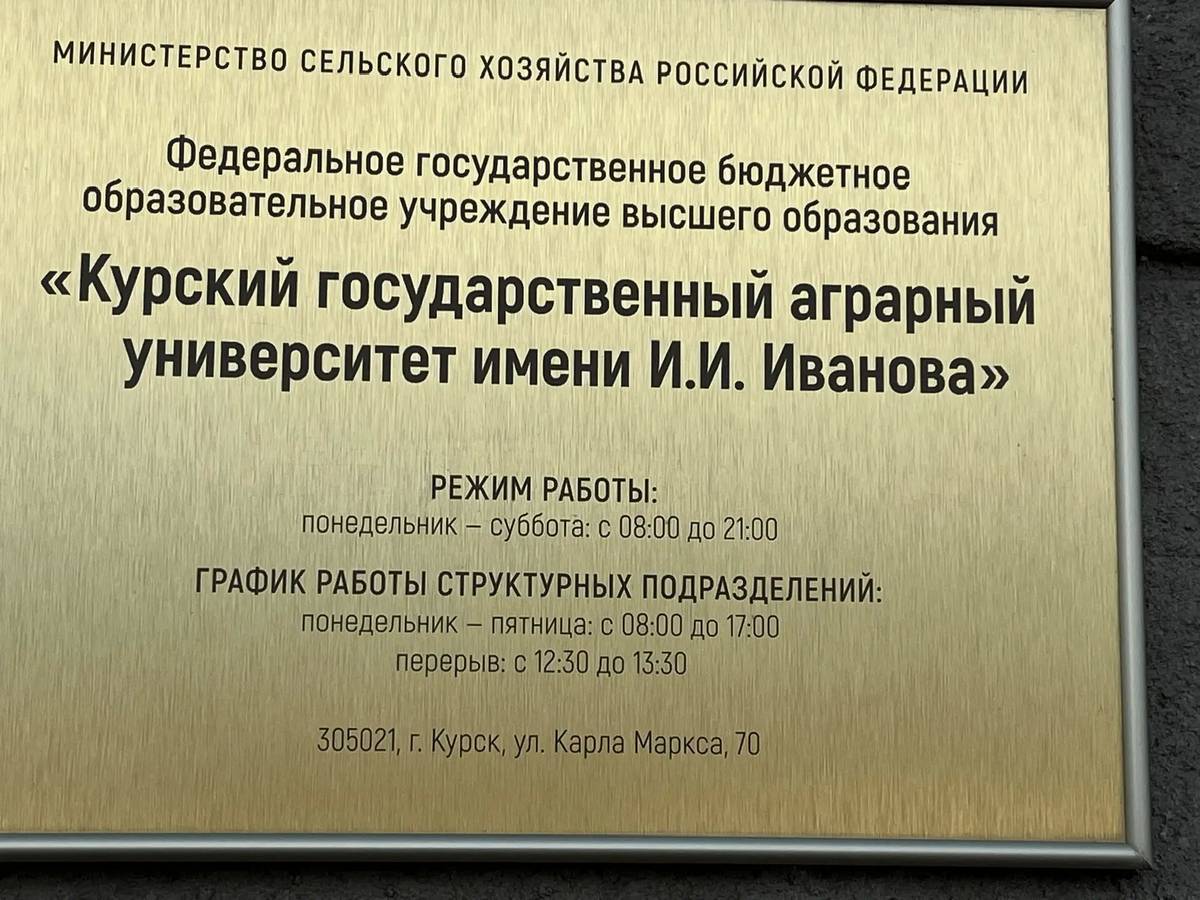 МИНИСТЕРСТВО СЕЛЬСКОГО ХОЗЯЙСТВА РОССИЙСКОЙ ФЕДЕРАЦИИ
Федеральное государственное бюджетное
образовательное учреждение высшего образования
«Курский государственный аграрный
университет имени И.И. Иванова»
РЕЖИМ РАБОТЫ:
понедельник – суббота: с 08:00 до 21:00
ГРАФИК РАБОТЫ СТРУКТУРНЫХ ПОДРАЗДЕЛЕНИЙ:
понедельник – пятница: с 08:00 до 17:00
перерыв: с 12:30 до 13:30
305021, г. Курск, ул. Карла Маркса, 70